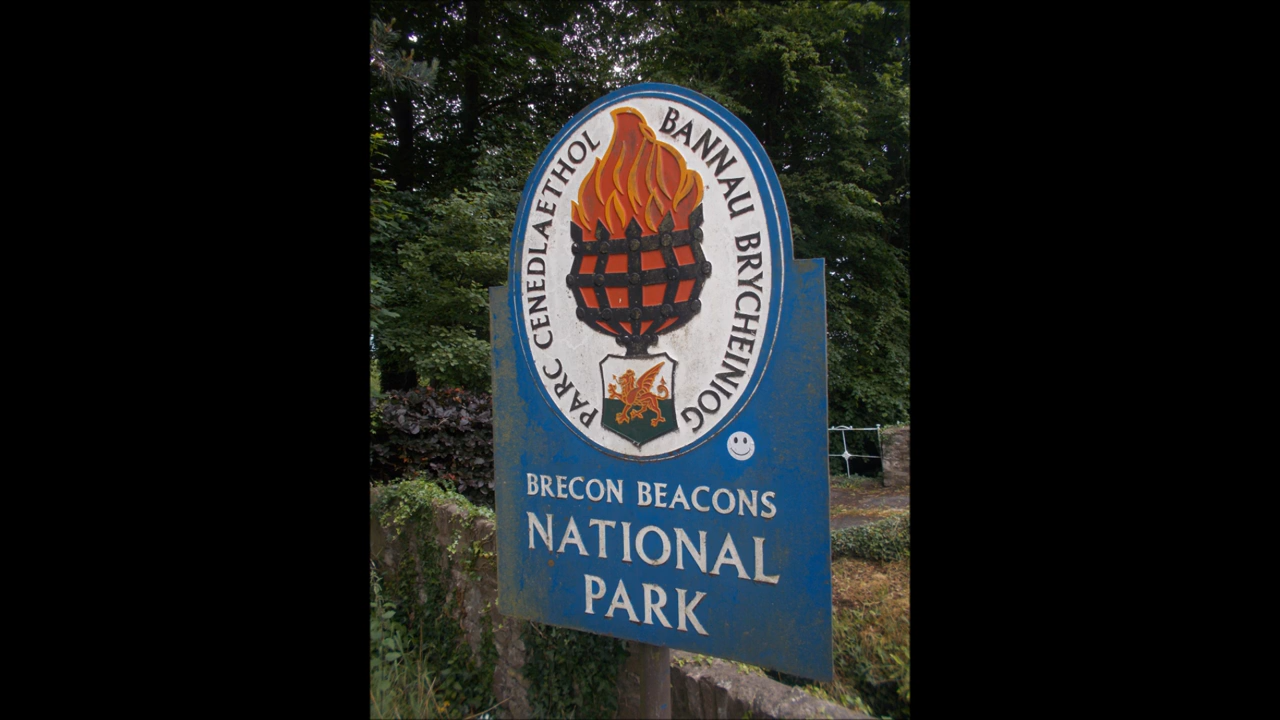 PARC CENEDLAETHOL
BANNAU BRYCHEINIOG
BRECON BEACONS
NATIONAL
PARK